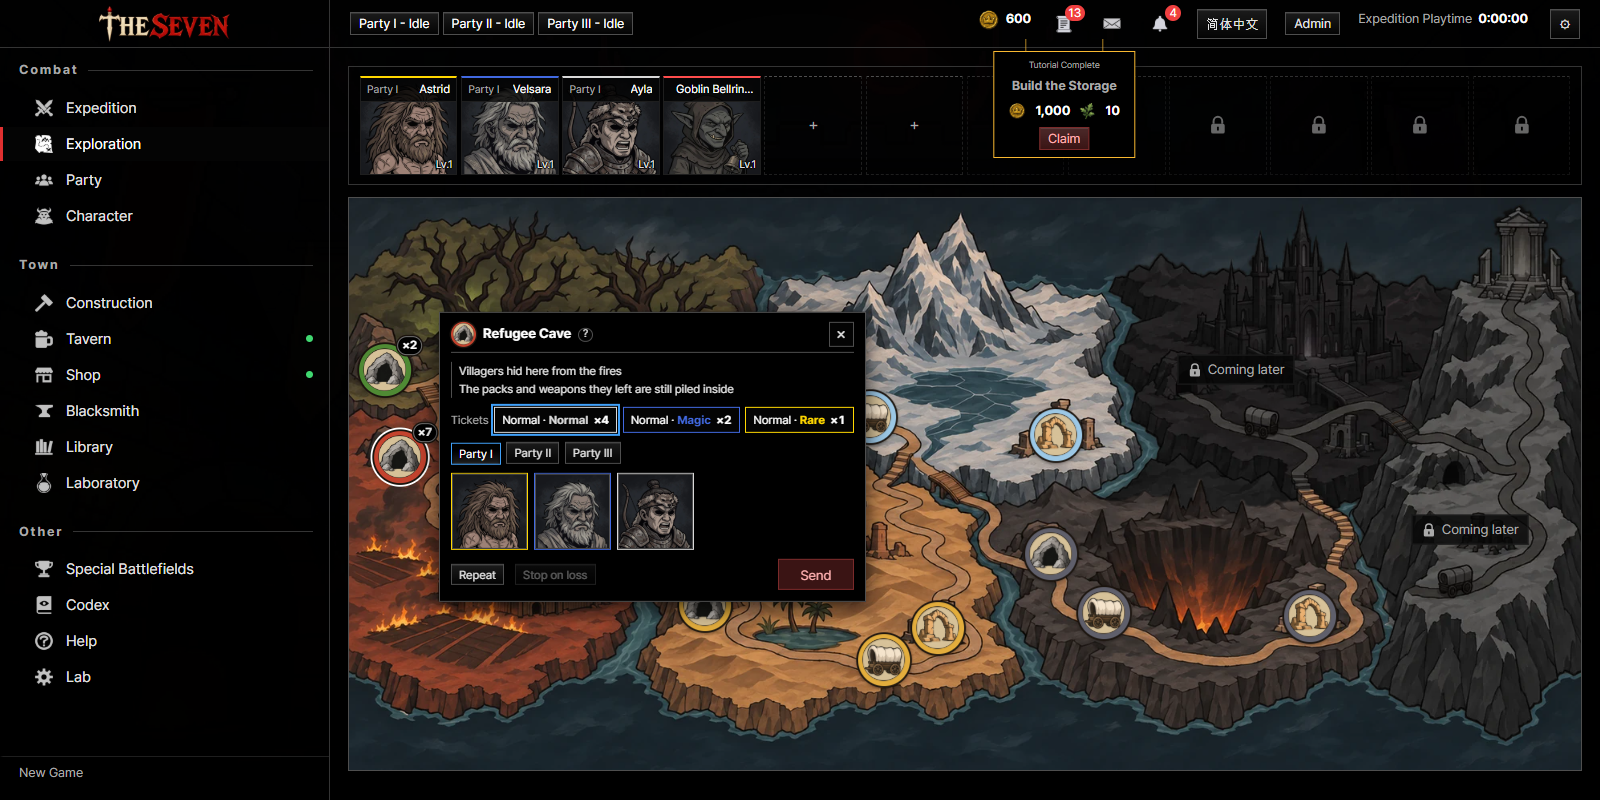 THE SEVEN
Party I - Idle
Party II - Idle
Party III - Idle
600
13
4
简体中文
Admin
Expedition Playtime 0:00:00
Combat
Expedition
Exploration
Party
Character
Town
Construction
Tavern
Shop
Blacksmith
Library
Laboratory
Other
Special Battlefields
Codex
Help
Lab
New Game
Party I Astrid
Lv.1
Party I Velsara
Lv.1
Party I Ayla
Lv.1
Goblin Bellrin...
Lv.1
+
+
Tutorial Complete
Build the Storage
1,000 10
Claim
×2
×7
Refugee Cave ?
×
Villagers hid here from the fires
The packs and weapons they left are still piled inside
Tickets
Normal · Normal ×4
Normal · Magic ×2
Normal · Rare ×1
Party I
Party II
Party III
Repeat
Stop on loss
Send
Coming later
Coming later